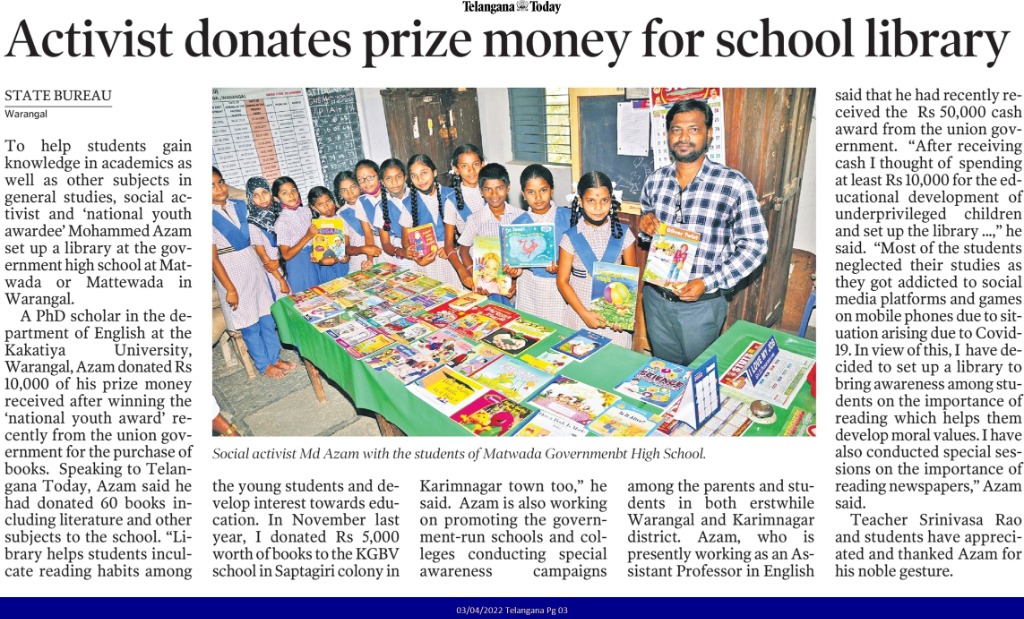 Telangana Today
Activist donates prize money for school library
STATE BUREAU
Warangal
To help students gain
knowledge in academics as
well as other subjects in
general studies, social ac-
tivist and ‘national youth
awardee’ Mohammed Azam
set up a library at the gov-
ernment high school at Mat-
wada or Mattewada in
Warangal.
A PhD scholar in the de-
partment of English at the
Kakatiya University,
Warangal, Azam donated Rs
10,000 of his prize money
received after winning the
‘national youth award’ re-
cently from the union gov-
ernment for the purchase of
books. Speaking to Telan-
gana Today, Azam said he
had donated 60 books in-
cluding literature and other
subjects to the school. “Li-
brary helps students incul-
cate reading habits among
Oliver Twist
SCIENCE
I LOVE MY JOB
Social activist Md Azam with the students of Matwada Governmenbt High School.
the young students and de-
velop interest towards edu-
cation. In November last
year, I donated Rs 5,000
worth of books to the KGBV
school in Saptagiri colony in
Karimnagar town too,” he
said. Azam is also working
on promoting the govern-
ment-run schools and col-
leges conducting special
awareness campaigns
among the parents and stu-
dents in both erstwhile
Warangal and Karimnagar
district. Azam, who is
presently working as an As-
sistant Professor in English
said that he had recently re-
ceived the Rs 50,000 cash
award from the union gov-
ernment. “After receiving
cash I thought of spending
at least Rs 10,000 for the ed-
ucational development of
underprivileged children
and set up the library ...,” he
said. “Most of the students
neglected their studies as
they got addicted to social
media platforms and games
on mobile phones due to sit-
uation arising due to Covid-
19. In view of this, I have de-
cided to set up a library to
bring awareness among stu-
dents on the importance of
reading which helps them
develop moral values. I have
also conducted special ses-
sions on the importance of
reading newspapers,” Azam
said.
Teacher Srinivasa Rao
and students have appreci-
ated and thanked Azam for
his noble gesture.
03/04/2022 Telangana Pg 03